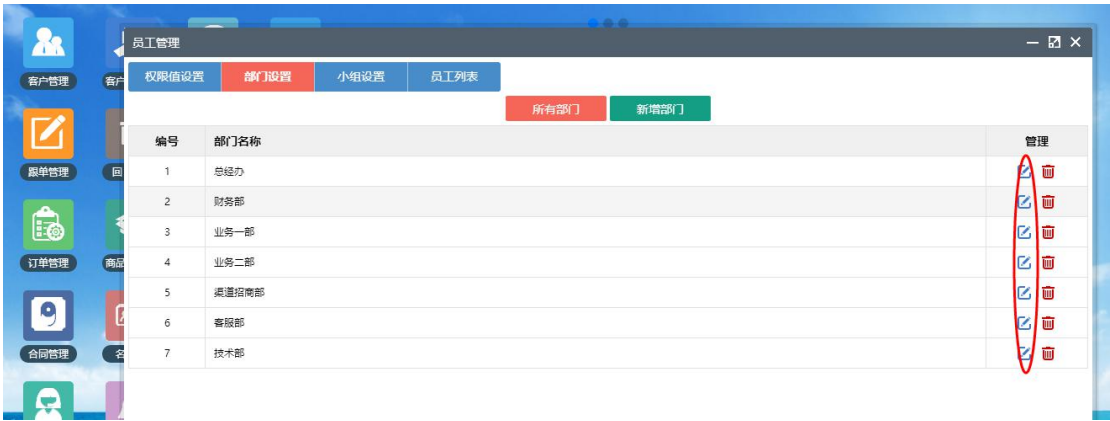 员工管理
权限值设置 部门设置 小组设置 员工列表
所有部门 新增部门
编号 部门名称 管理
1 总经办
2 财务部
3 业务一部
4 业务二部
5 渠道招商部
6 客服部
7 技术部
客户管理 客户
跟单管理 回
订单管理 商品
合同管理 名